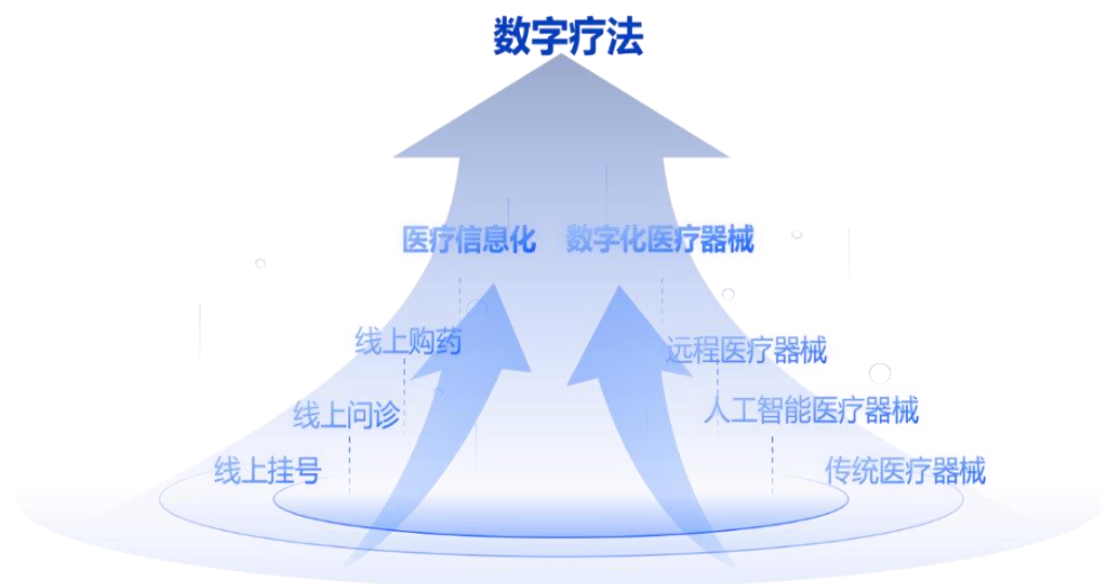 数字疗法
医疗信息化 数字化医疗器械
线上购药
远程医疗器械
线上问诊
人工智能医疗器械
线上挂号
传统医疗器械